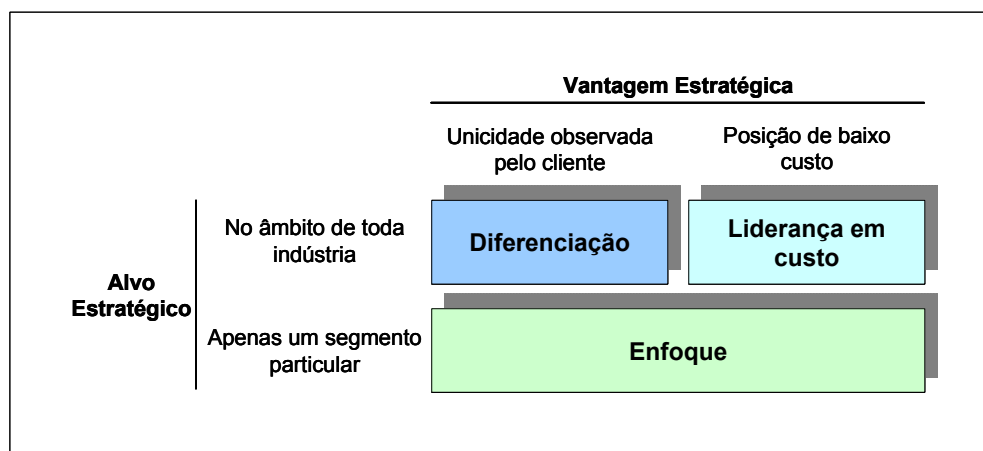 Vantagem Estratégica
Unicidade observada
pelo cliente
Posição de baixo
custo
No âmbito de toda
indústria
Diferenciação
Liderança em
custo
Alvo
Estratégico
Apenas um segmento
particular
Enfoque